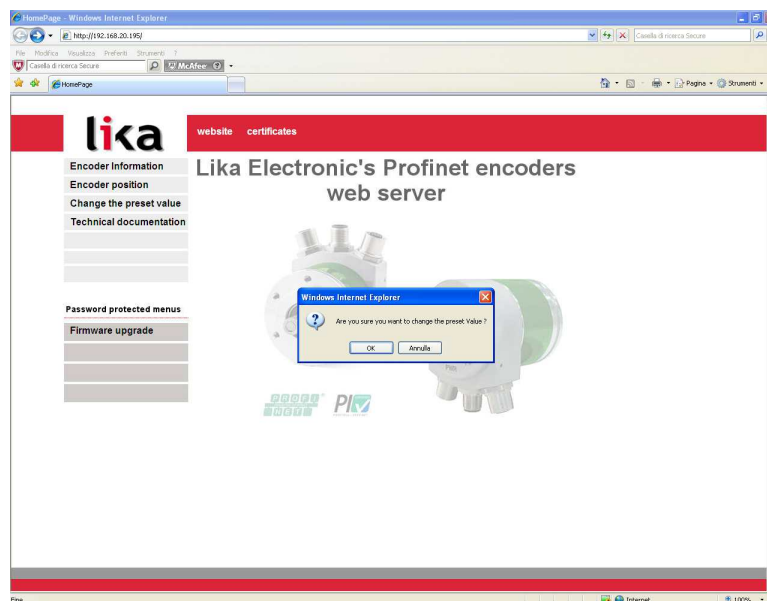 HomePage - Windows Internet Explorer
http://192.168.20.195/
Casella di ricerca Secure
File Modifica Visualizza Preferiti Strumenti ?
Casella di ricerca Secure
McAfee
HomePage
Pagina
Strumenti
lika
website certificates
Encoder Information
Encoder position
Change the preset value
Technical documentation
Lika Electronic's Profinet encoders
web server
Windows Internet Explorer
Are you sure you want to change the preset Value ?
OK Annulla
Password protected menus
Firmware upgrade
PROFI
NET
PI
Fine
Internet
100%